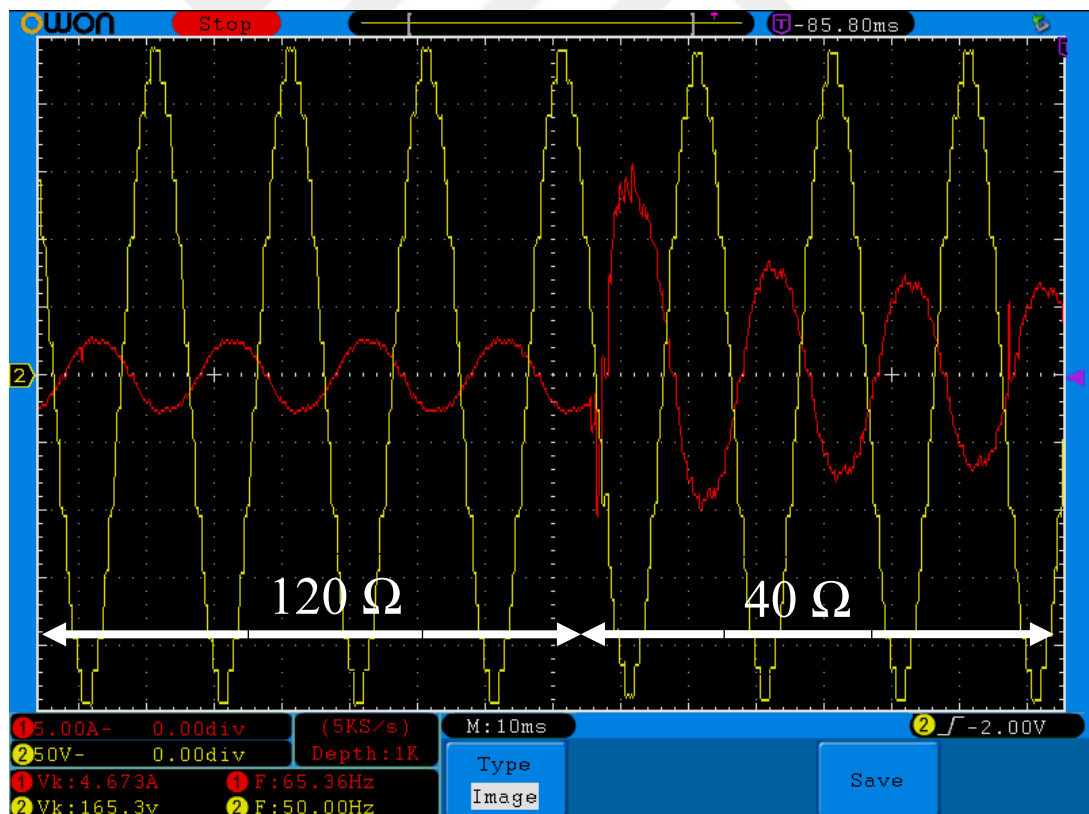 owon Stop T -85.80ms
T
2
120 Ω 40 Ω
1 5.00A- 0.00div (5KS/s) M:10ms 2 -2.00V
2 50V- 0.00div Depth:1K
1 Vk:4.673A 1 F:65.36Hz Type Save
2 Vk:165.3v 2 F:50.00Hz Image